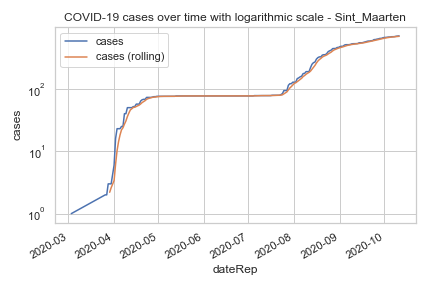 COVID-19 cases over time with logarithmic scale - Sint_Maarten
cases
cases (rolling)
10²
10¹
10⁰
cases
2020-03
2020-04
2020-05
2020-06
2020-07
2020-08
2020-09
2020-10
dateRep